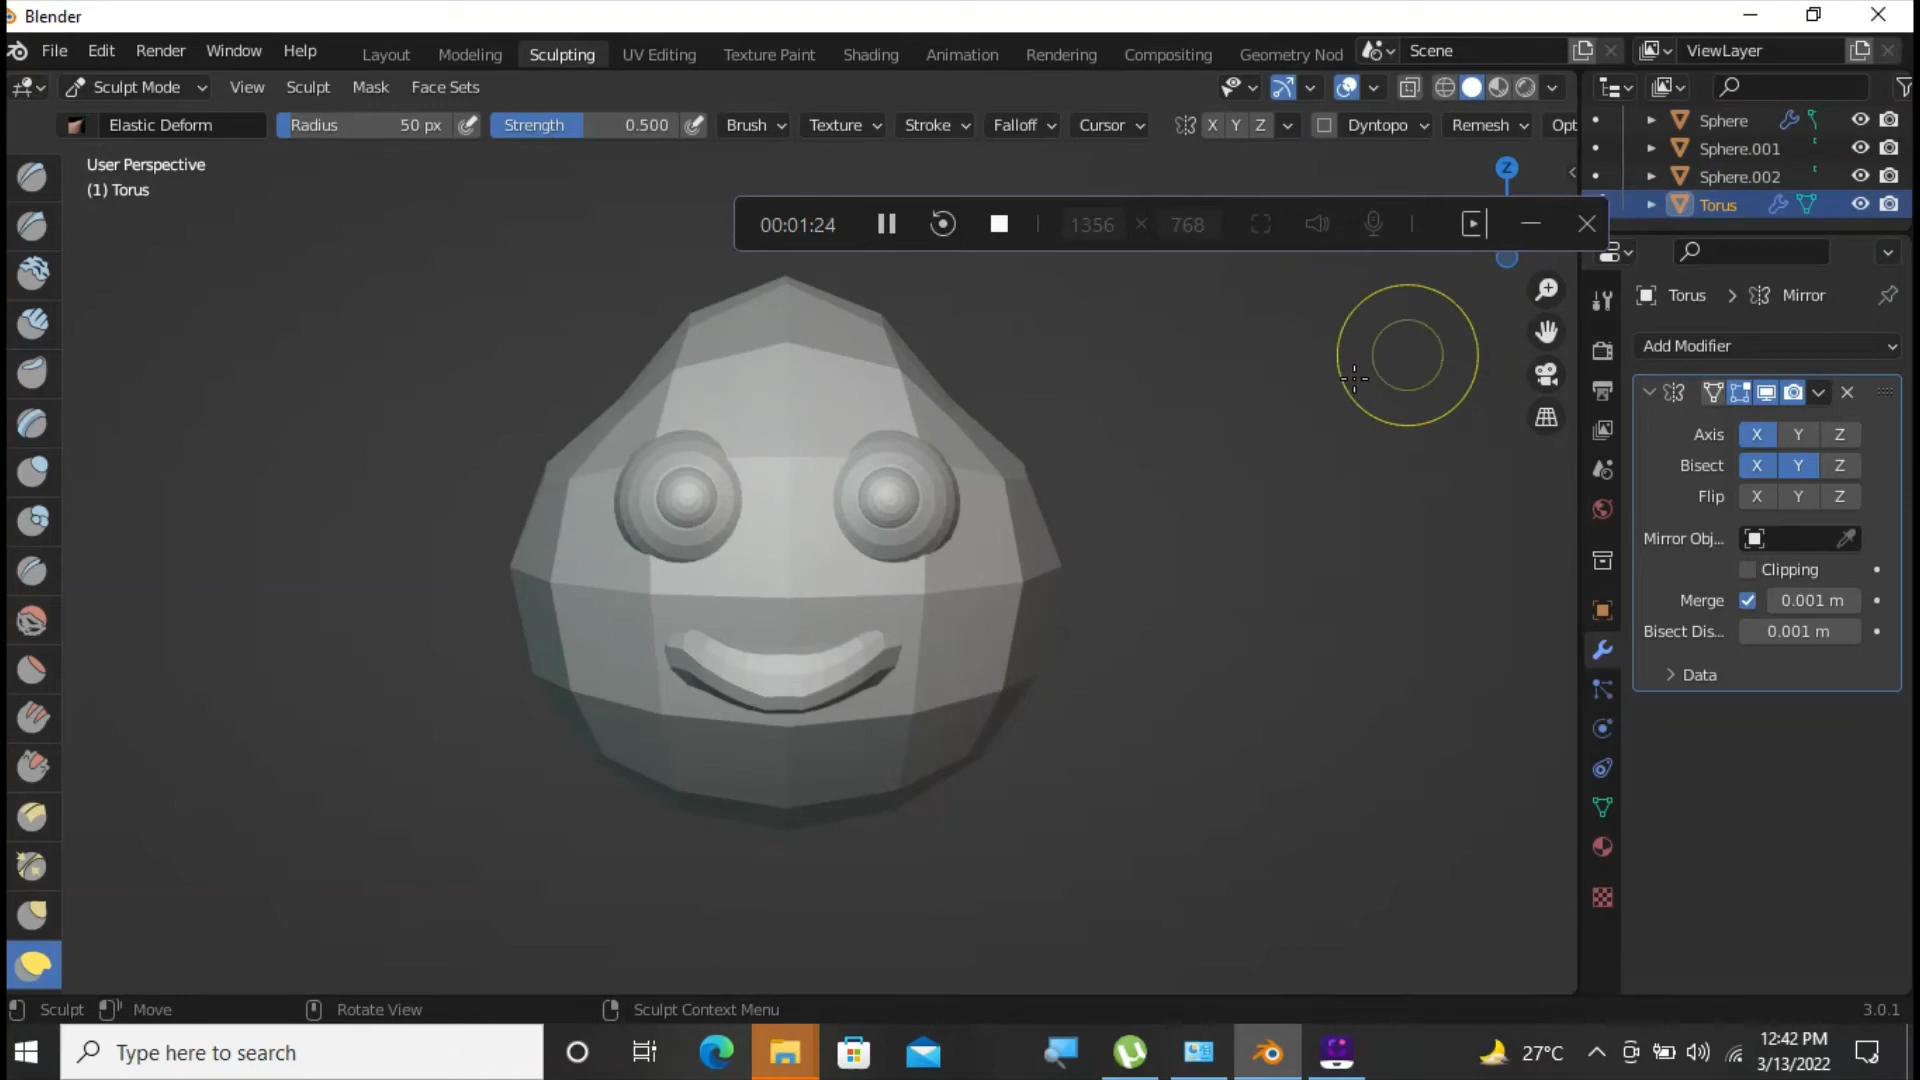 Blender
File Edit Render Window Help Layout Modeling Sculpting UV Editing Texture Paint Shading Animation Rendering Compositing Geometry Nod Scene ViewLayer
Sculpt Mode View Sculpt Mask Face Sets
Elastic Deform Radius 50 px Strength 0.500 Brush Texture Stroke Falloff Cursor X Y Z Dyntopo Remesh Opt
User Perspective
(1) Torus
Z
00:01:24 1356 × 768
Sphere
Sphere.001
Sphere.002
Torus
Torus > Mirror
Add Modifier
Axis X Y Z
Bisect X Y Z
Flip X Y Z
Mirror Obj...
Clipping
Merge 0.001 m
Bisect Dis... 0.001 m
> Data
Sculpt Move Rotate View Sculpt Context Menu 3.0.1
Type here to search
27°C
12:42 PM
3/13/2022